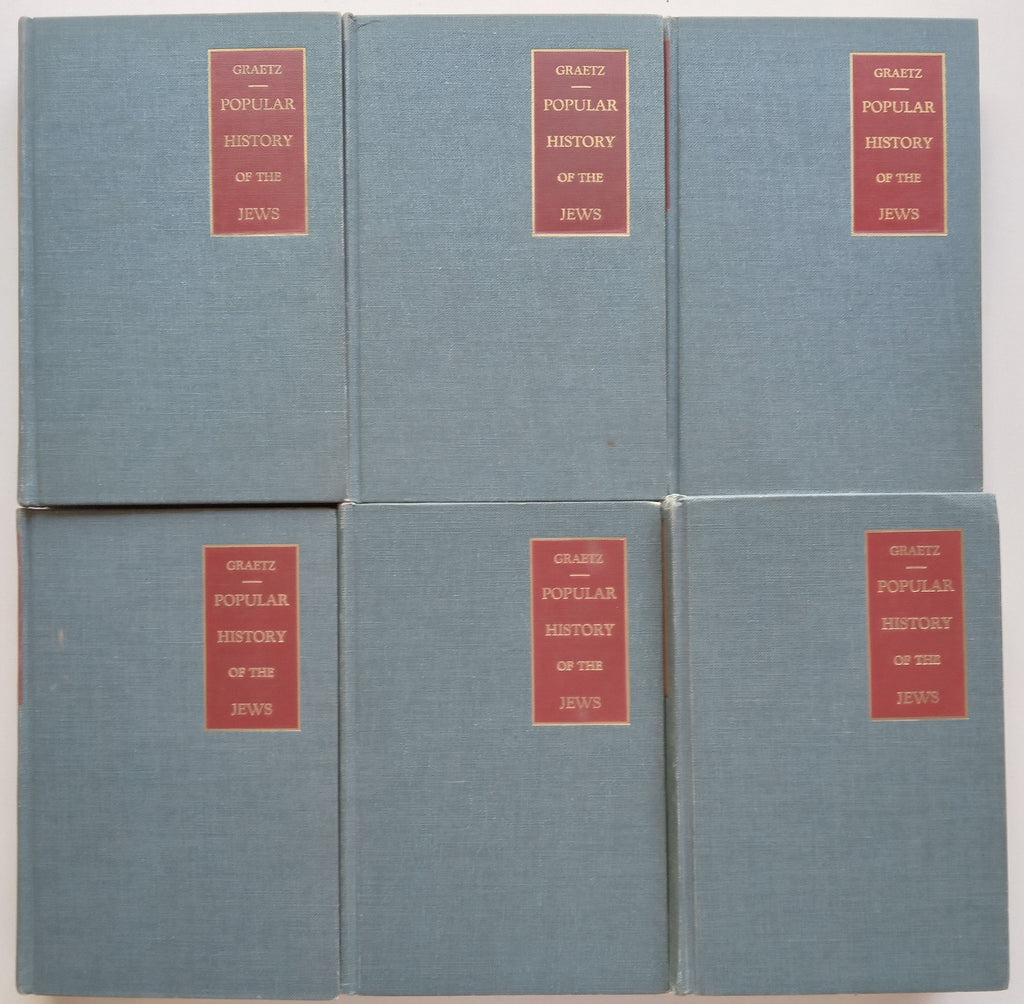 GRAETZ
POPULAR
HISTORY
OF THE
JEWS
GRAETZ
POPULAR
HISTORY
OF THE
JEWS
GRAETZ
POPULAR
HISTORY
OF THE
JEWS
GRAETZ
POPULAR
HISTORY
OF THE
JEWS
GRAETZ
POPULAR
HISTORY
OF THE
JEWS
GRAETZ
POPULAR
HISTORY
OF THE
JEWS